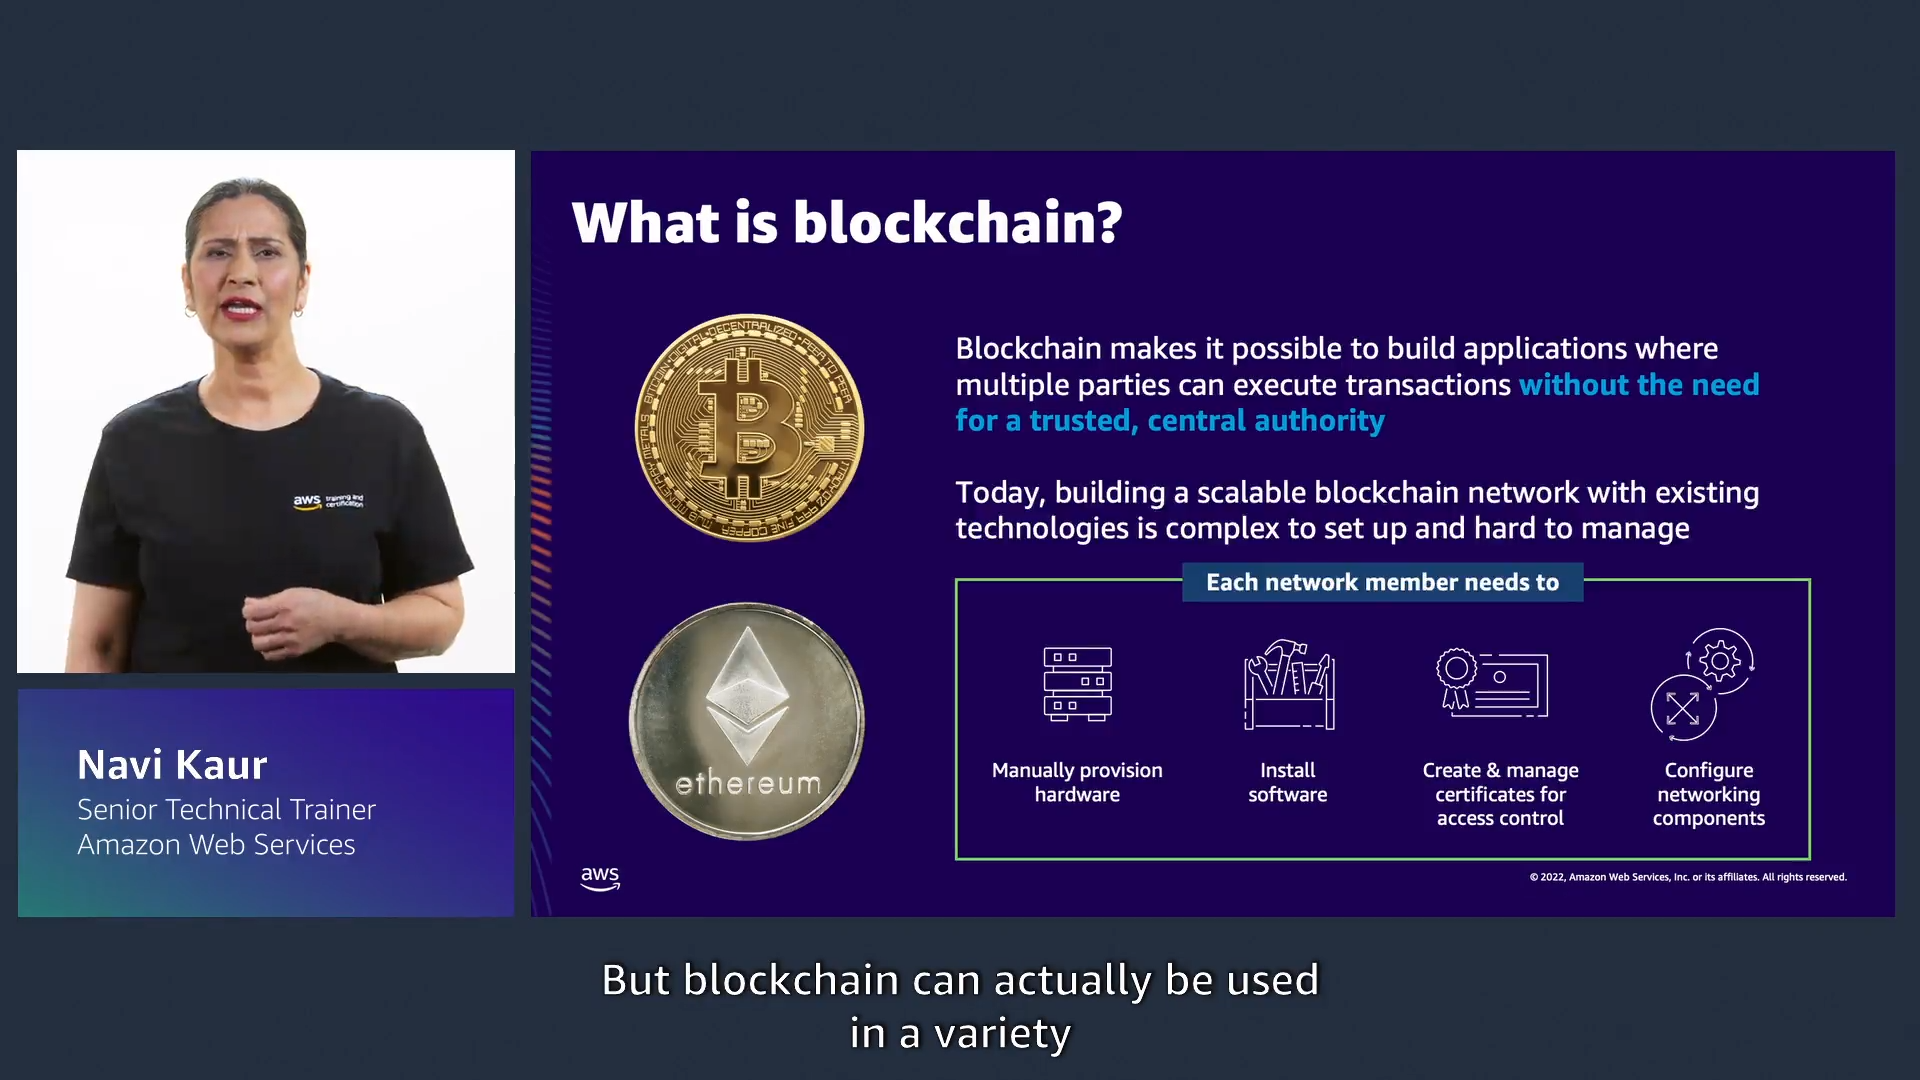 What is blockchain?
BITCOIN • DIGITAL • DECENTRALIZED • PEER TO PEER
Blockchain makes it possible to build applications where
multiple parties can execute transactions without the need
for a trusted, central authority
Today, building a scalable blockchain network with existing
technologies is complex to set up and hard to manage
Each network member needs to
Manually provision
hardware
Install
software
Create & manage
certificates for
access control
Configure
networking
components
ethereum
aws
© 2022, Amazon Web Services, Inc. or its affiliates. All rights reserved.
aws training and
certification
Navi Kaur
Senior Technical Trainer
Amazon Web Services
But blockchain can actually be used
in a variety